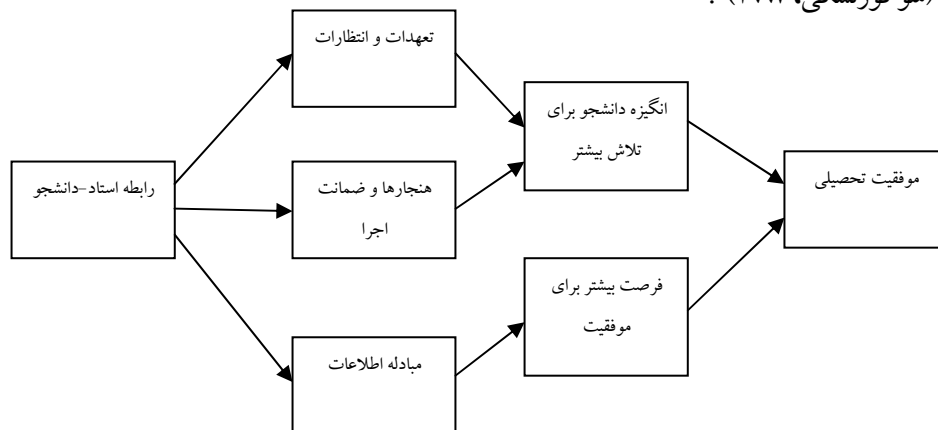 تعهدات و انتظارات
انگیزه دانشجو برای
تلاش بیشتر
رابطه استاد-دانشجو
هنجارها و ضمانت
اجرا
موفقیت تحصیلی
فرصت بیشتر برای
موفقیت
مبادله اطلاعات